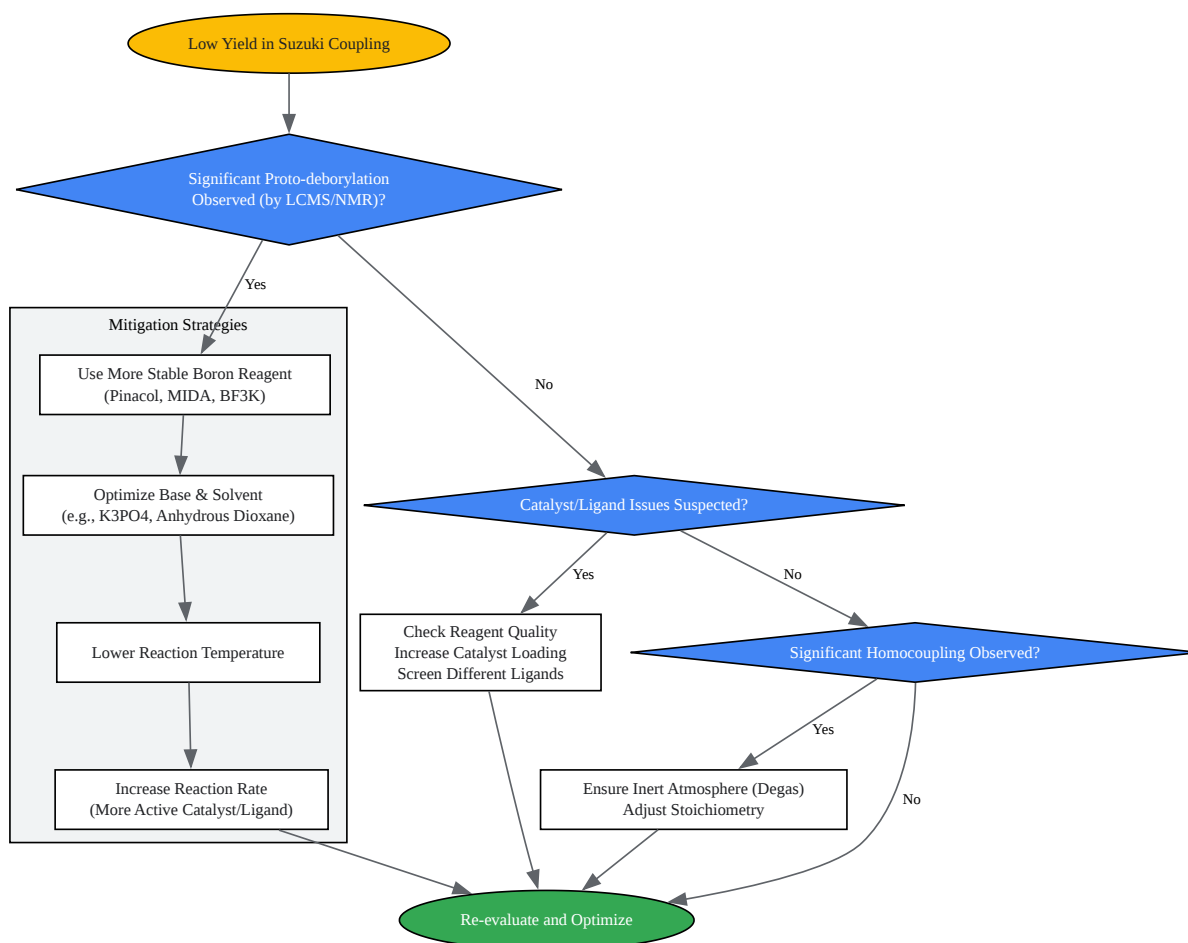 Low Yield in Suzuki Coupling
Significant Proto-deborylation
Observed (by LCMS/NMR)?
Yes
Mitigation Strategies
Use More Stable Boron Reagent
(Pinacol, MIDA, BF3K)
No
Optimize Base & Solvent
(e.g., K3PO4, Anhydrous Dioxane)
Catalyst/Ligand Issues Suspected?
Yes
No
Lower Reaction Temperature
Check Reagent Quality
Increase Catalyst Loading
Screen Different Ligands
Significant Homocoupling Observed?
Yes
No
Increase Reaction Rate
(More Active Catalyst/Ligand)
Ensure Inert Atmosphere (Degas)
Adjust Stoichiometry
Re-evaluate and Optimize